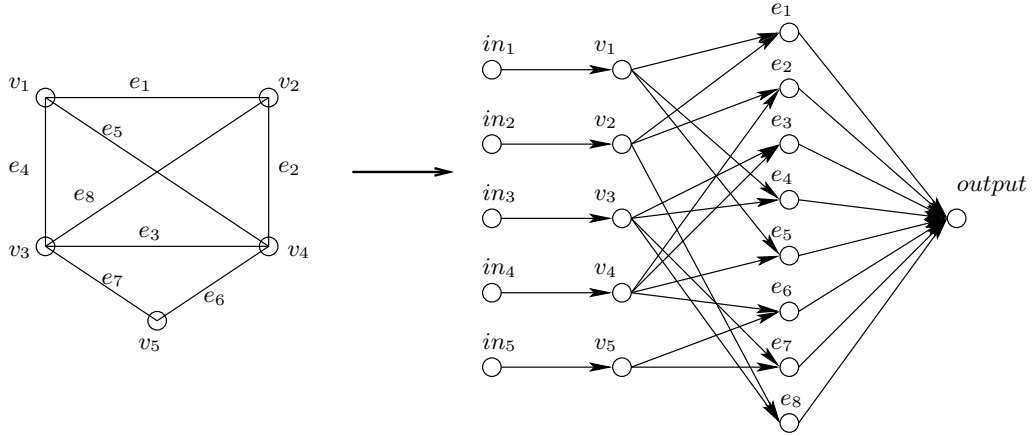 v₁ e₁ v₂
e₅
e₄ e₈ e₂
v₃ e₃ v₄
e₇ e₆
v₅
in₁ v₁
in₂ v₂
in₃ v₃
in₄ v₄
in₅ v₅
e₁
e₂
e₃
e₄
e₅
e₆
e₇
e₈
output